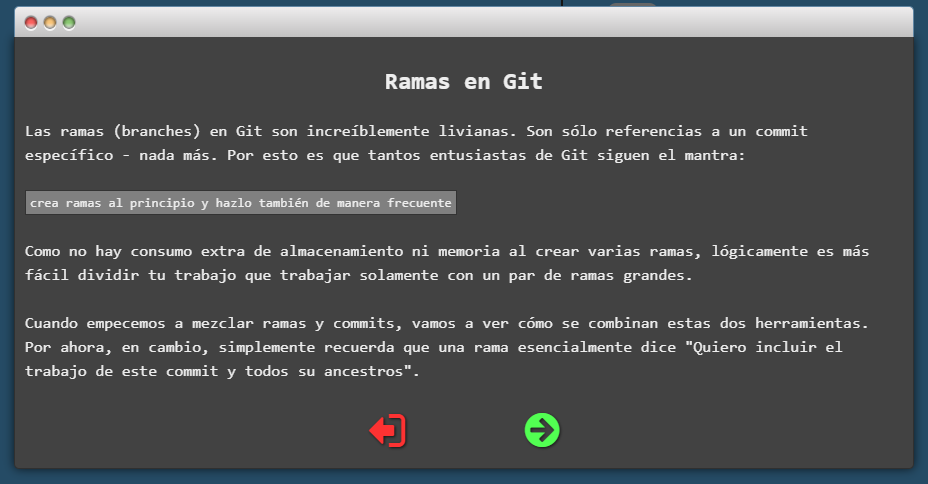 Ramas en Git
Las ramas (branches) en Git son increíblemente livianas. Son sólo referencias a un commit
específico - nada más. Por esto es que tantos entusiastas de Git siguen el mantra:
crea ramas al principio y hazlo también de manera frecuente
Como no hay consumo extra de almacenamiento ni memoria al crear varias ramas, lógicamente es más
fácil dividir tu trabajo que trabajar solamente con un par de ramas grandes.
Cuando empecemos a mezclar ramas y commits, vamos a ver cómo se combinan estas dos herramientas.
Por ahora, en cambio, simplemente recuerda que una rama esencialmente dice "Quiero incluir el
trabajo de este commit y todos su ancestros".